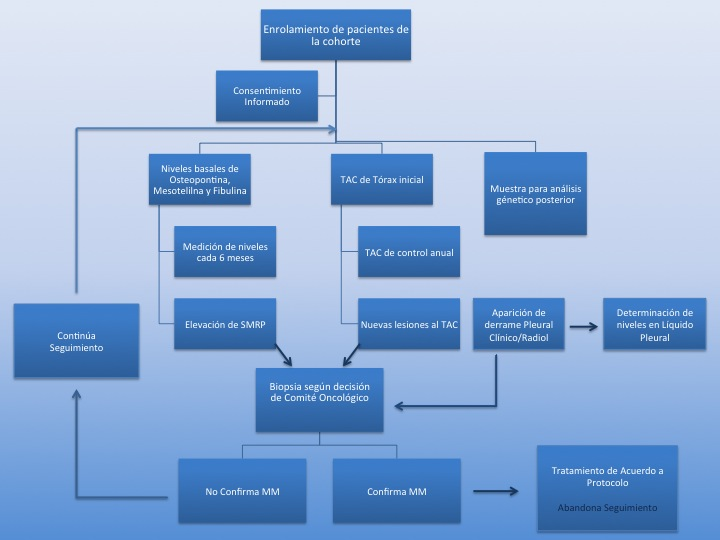 Enrolamiento de pacientes de
la cohorte
Consentimiento
Informado
Niveles basales de
Osteopontina,
Mesotelilna y Fibulina
TAC de Tórax inicial
Muestra para análisis
génetico posterior
Medición de niveles
cada 6 meses
TAC de control anual
Elevación de SMRP
Nuevas lesiones al TAC
Aparición de
derrame Pleural
Clínico/Radiol
Determinación de
niveles en Líquido
Pleural
Continúa
Seguimiento
Biopsia según decisión
de Comité Oncológico
No Confirma MM
Confirma MM
Tratamiento de Acuerdo a
Protocolo
Abandona Seguimiento